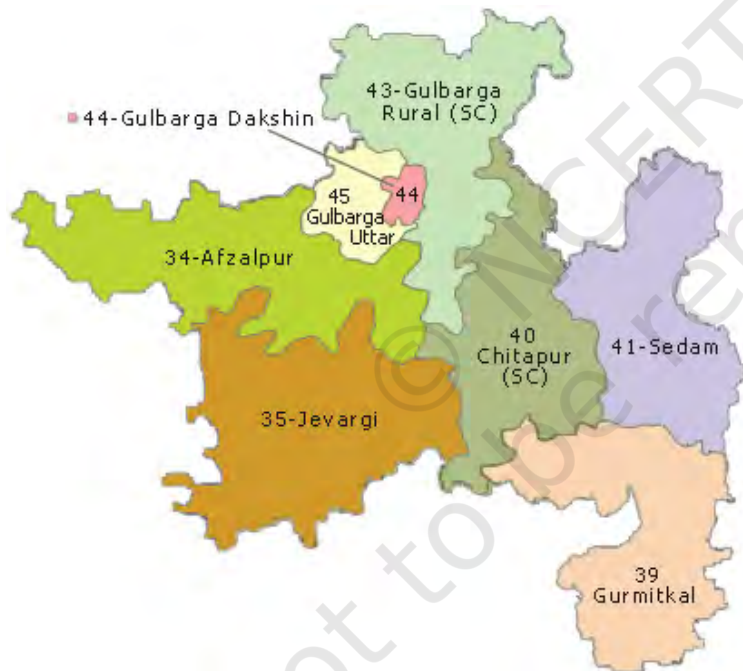 43-Gulbarga
Rural (SC)
44-Gulbarga Dakshin
45
Gulbarga
Uttar
44
34-Afzalpur
40
Chitapur
(SC)
41-Sedam
35-Jevargi
39
Gurmitkal
© NCERT
not to be rep